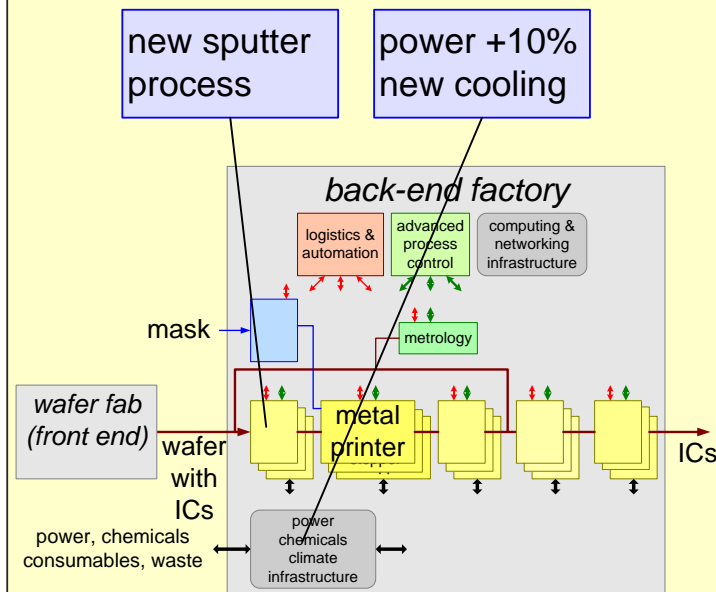 new sputter
process
power +10%
new cooling
back-end factory
logistics &
automation
advanced
process
control
computing &
networking
infrastructure
mask
metrology
wafer fab
(front end)
metal
printer
wafer
with
ICs
ICs
power, chemicals
consumables, waste
power
chemicals
climate
infrastructure